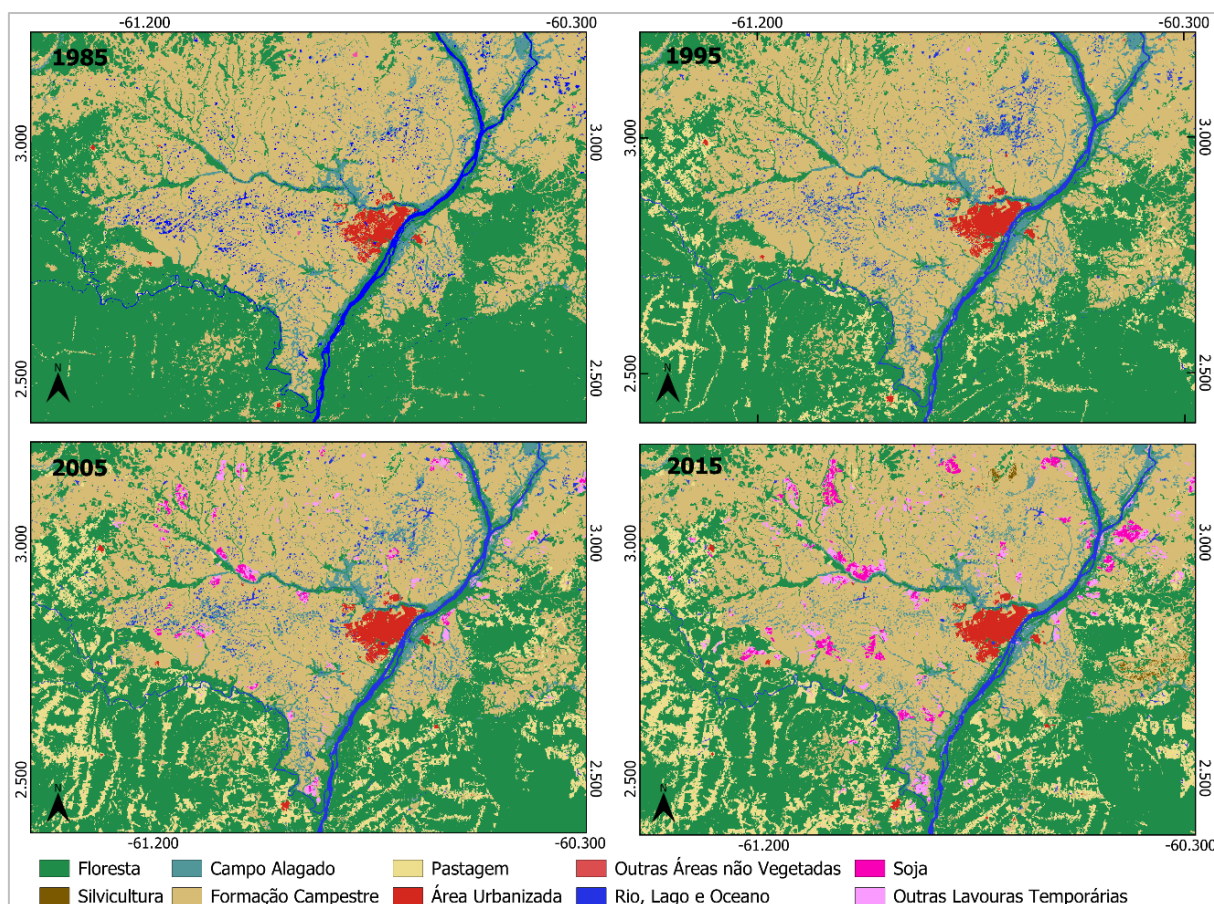 -61.200 -60.300 -61.200 -60.300
1985 1995
N N
3.000 3.000 3.000 3.000
2.500 2.500 2.500 2.500
2005 2015
N N
3.000 3.000 3.000 3.000
2.500 2.500 2.500 2.500
-61.200 -60.300 -61.200 -60.300
Floresta Campo Alagado Pastagem Outras Áreas não Vegetadas Soja
Silvicultura Formação Campestre Área Urbanizada Rio, Lago e Oceano Outras Lavouras Temporárias